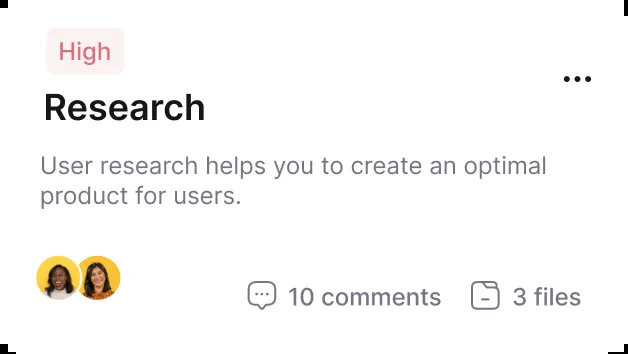 High
Research
User research helps you to create an optimal
product for users.
10 comments
3 files